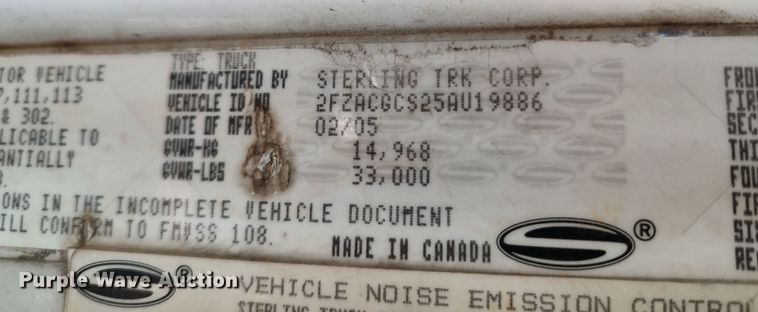 TYPE: TRUCK
TOR VEHICLE MANUFACTURED BY STERLING TRK CORP. FRO
7,111,113 VEHICLE ID NO 2FZACGCS25AU19886 FIR
& 302. DATE OF MFR 02/05 SEC
LICABLE TO GVWR-KG 14,968 THI
ANTIALLY GVWR-LBS 33,000 FOU
ONS IN THE INCOMPLETE VEHICLE DOCUMENT FIF
ILL CONFORM TO FMVSS 108. MADE IN CANADA ® SI
RE
Purple Wave Auction
® VEHICLE NOISE EMISSION CONTROL
STERLING TRUCK